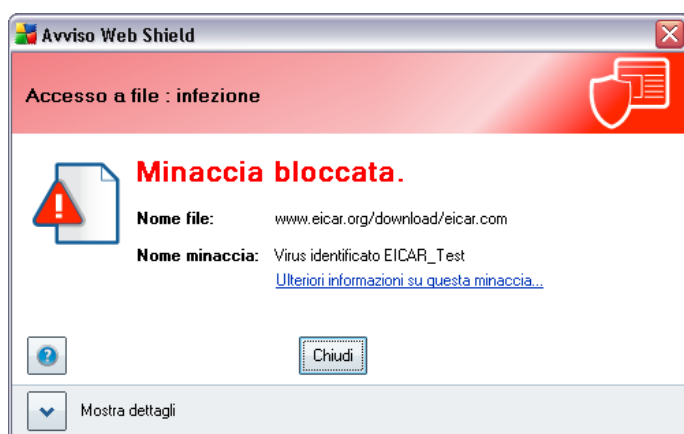 Avviso Web Shield
Accesso a file : infezione
Minaccia bloccata.
Nome file: www.eicar.org/download/eicar.com
Nome minaccia: Virus identificato EICAR_Test
Ulteriori informazioni su questa minaccia...
Chiudi
Mostra dettagli